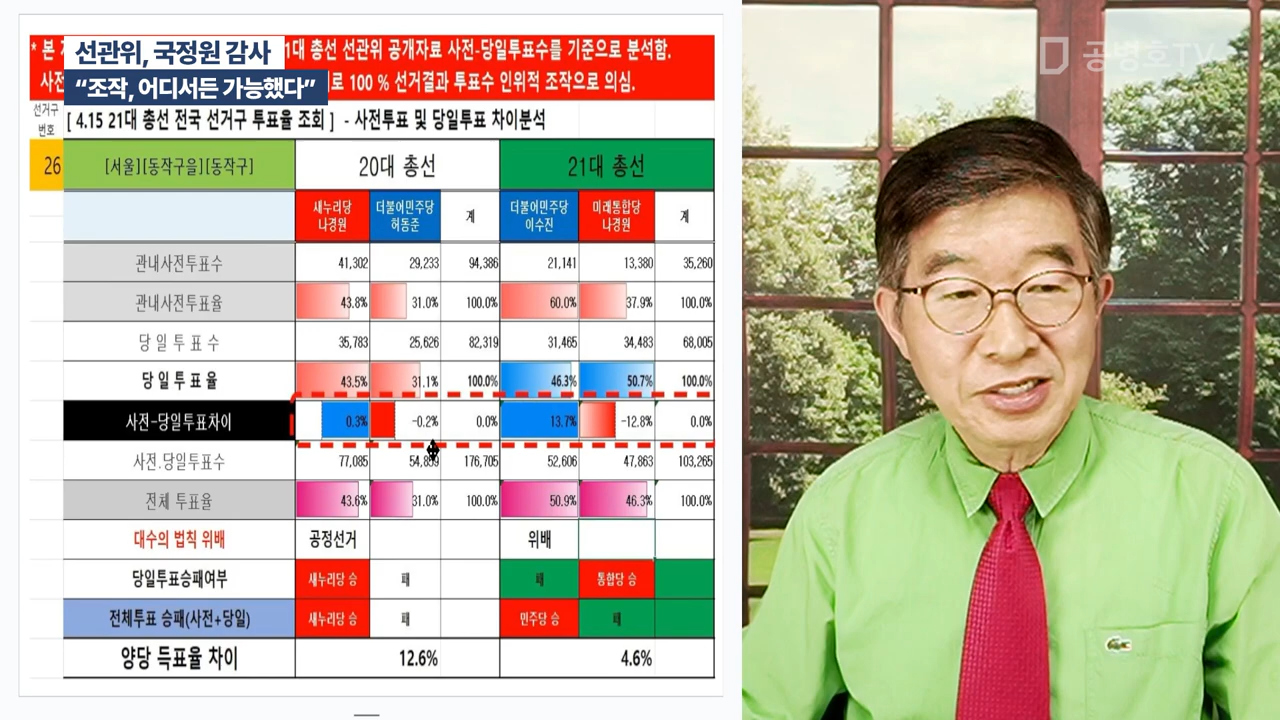 * 본
1대 총선 선관위 공개자료 사전-당일투표수를 기준으로 분석함.
선관위, 국정원 감사
사전
로 100 % 선거결과 투표수 인위적 조작으로 의심.
“조작, 어디서든 가능했다”
공병호TV
선거구
번호
[ 4.15 21대 총선 전국 선거구 투표율 조회 ] - 사전투표 및 당일투표 차이분석
26 [서울][동작구을][동작구] 20대 총선 21대 총선
새누리당 나경원 더불어민주당 허동준 계 더불어민주당 이수진 미래통합당 나경원 계
관내사전투표수 41,302 29,233 94,386 21,141 13,380 35,260
관내사전투표율 43.8% 31.0% 100.0% 60.0% 37.9% 100.0%
당 일 투 표 수 35,783 25,626 82,319 31,465 34,483 68,005
당 일 투 표 율 43.5% 31.1% 100.0% 46.3% 50.7% 100.0%
사전-당일투표차이 0.3% -0.2% 0.0% 13.7% -12.8% 0.0%
사전.당일투표수 77,085 54,859 176,705 52,606 47,863 103,265
전체 투표율 43.6% 31.0% 100.0% 50.9% 46.3% 100.0%
대수의 법칙 위배 공정선거 위배
당일투표승패여부 새누리당 승 패 패 통합당 승
전체투표 승패(사전+당일) 새누리당 승 패 민주당 승 패
양당 득표율 차이 12.6% 4.6%